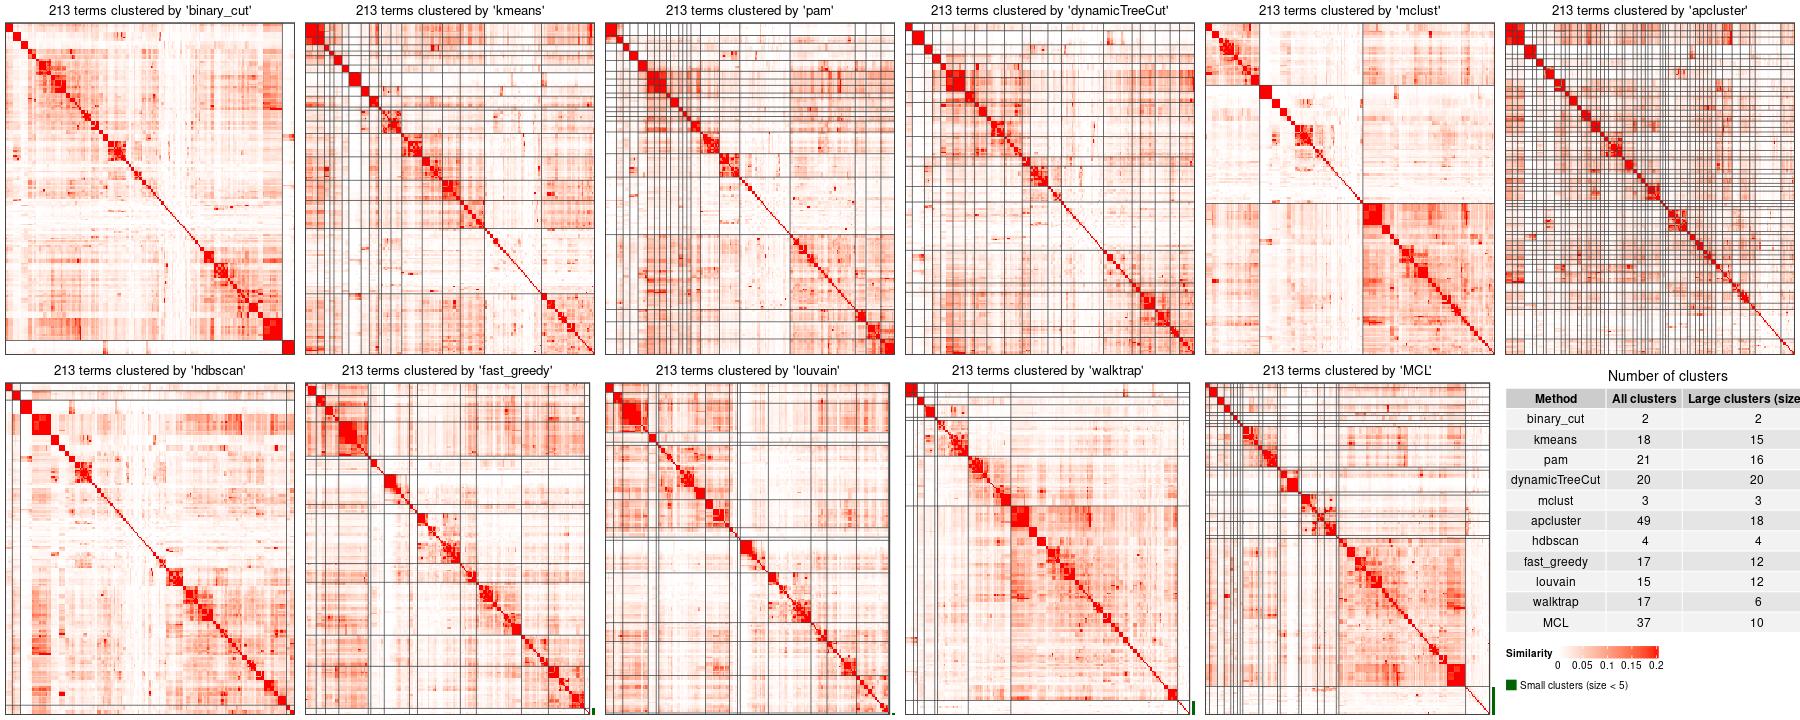 213 terms clustered by 'binary_cut'
213 terms clustered by 'kmeans'
213 terms clustered by 'pam'
213 terms clustered by 'dynamicTreeCut'
213 terms clustered by 'mclust'
213 terms clustered by 'apcluster'
213 terms clustered by 'hdbscan'
213 terms clustered by 'fast_greedy'
213 terms clustered by 'louvain'
213 terms clustered by 'walktrap'
213 terms clustered by 'MCL'
Number of clusters
Method All clusters Large clusters (size
binary_cut 2 2
kmeans 18 15
pam 21 16
dynamicTreeCut 20 20
mclust 3 3
apcluster 49 18
hdbscan 4 4
fast_greedy 17 12
louvain 15 12
walktrap 17 6
MCL 37 10
Similarity
0 0.05 0.1 0.15 0.2
Small clusters (size < 5)